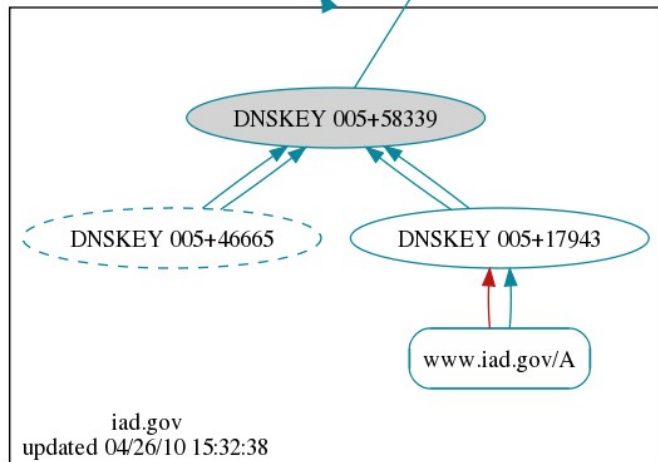 DNSKEY 005+58339
DNSKEY 005+46665
DNSKEY 005+17943
www.iad.gov/A
iad.gov
updated 04/26/10 15:32:38